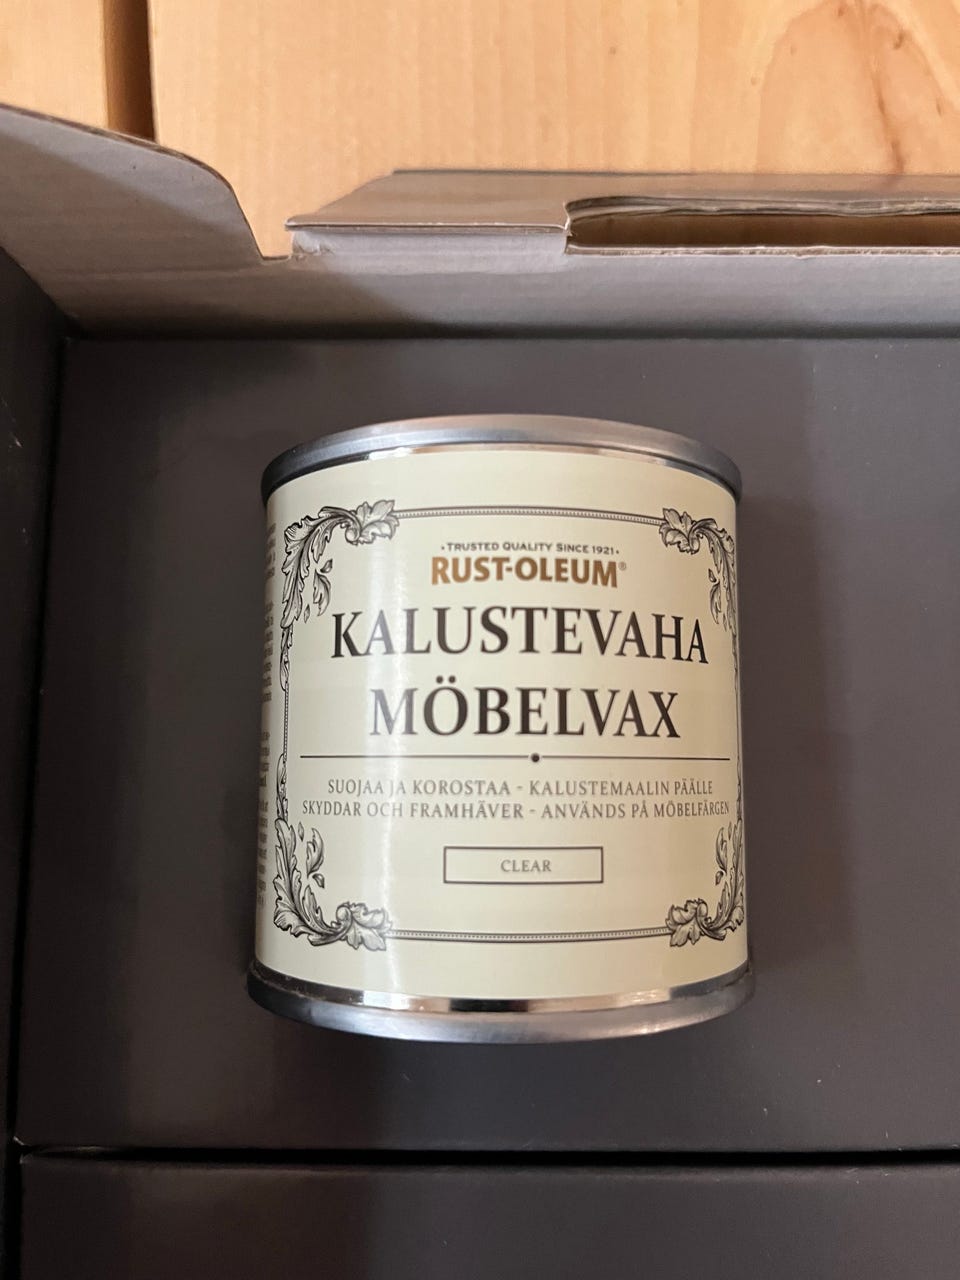 ·TRUSTED QUALITY SINCE 1921·
RUST-OLEUM®
KALUSTEVAHA
MÖBELVAX
SUOJAA JA KOROSTAA - KALUSTEMAALIN PÄÄLLE
SKYDDAR OCH FRAMHÄVER - ANVÄNDS PÅ MÖBELFÄRGEN
CLEAR